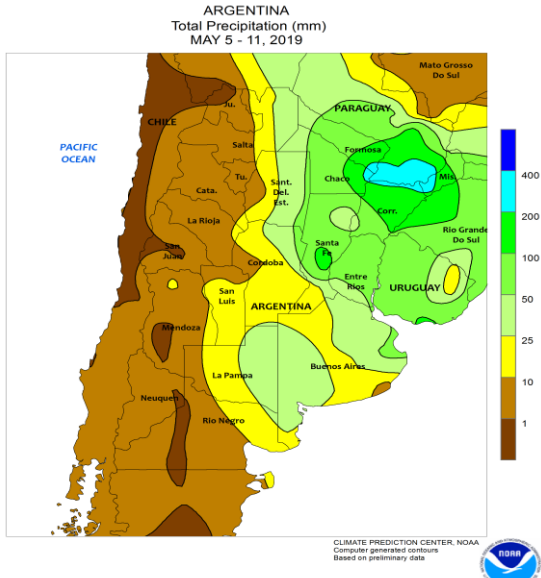 ARGENTINA
Total Precipitation (mm)
MAY 5 - 11, 2019
Mato Grosso
Do Sul
Ju.
PARAGUAY
CHILE
PACIFIC
OCEAN
Salta
Formosa
Tu.
Sant.
Del.
Est.
Chaco
Mis.
Cata.
Corr.
La Rioja
Rio Grande
Do Sul
San
Juan
Santa
Fe
Cordoba
Entre
Rios
URUGUAY
San
Luis
ARGENTINA
Mendoza
La Pampa
Buenos Aires
Neuquen
Rio Negro
400
200
100
50
25
10
1
CLIMATE PREDICTION CENTER, NOAA
Computer generated contours
Based on preliminary data
NOAA